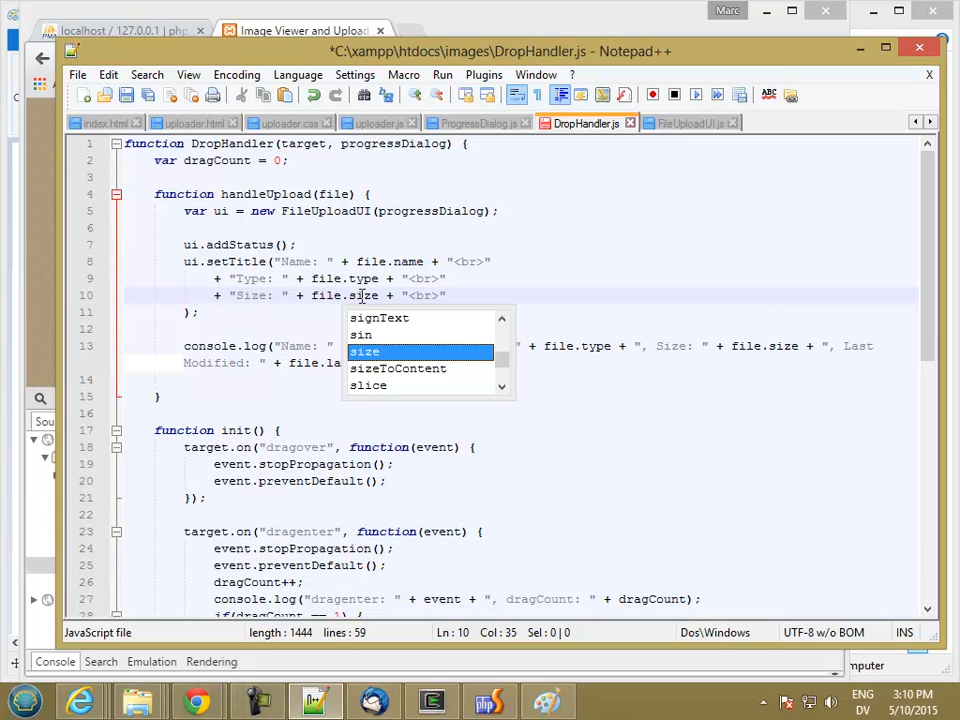 Marc
localhost / 127.0.0.1 | php
Image Viewer and Upload
*C:\xampp\htdocs\images\DropHandler.js - Notepad++
File Edit Search View Encoding Language Settings Macro Run Plugins Window ? X
index.html uploader.html uploader.css uploader.js ProgressDialog.js DropHandler.js FileUploadUI.js
1 function DropHandler(target, progressDialog) {
2 var dragCount = 0;
3
4 function handleUpload(file) {
5 var ui = new FileUploadUI(progressDialog);
6
7 ui.addStatus();
8 ui.setTitle("Name: " + file.name + "<br>"
9 + "Type: " + file.type + "<br>"
10 + "Size: " + file.size + "<br>"
11 );
12
13 console.log("Name: " " + file.type + ", Size: " + file.size + ", Last
Modified: " + file.la
14
15 }
16
17 function init() {
18 target.on("dragover", function(event) {
19 event.stopPropagation();
20 event.preventDefault();
21 });
22
23 target.on("dragenter", function(event) {
24 event.stopPropagation();
25 event.preventDefault();
26 dragCount++;
27 console.log("dragenter: " + event + ", dragCount: " + dragCount);
28 if(dragCount == 1) {
signText
sin
size
sizeToContent
slice
Sou
JavaScript file length : 1444 lines : 59 Ln : 10 Col : 35 Sel : 0 | 0 Dos\Windows UTF-8 w/o BOM INS
Console Search Emulation Rendering
mputer
ENG
DV
3:10 PM
5/10/2015